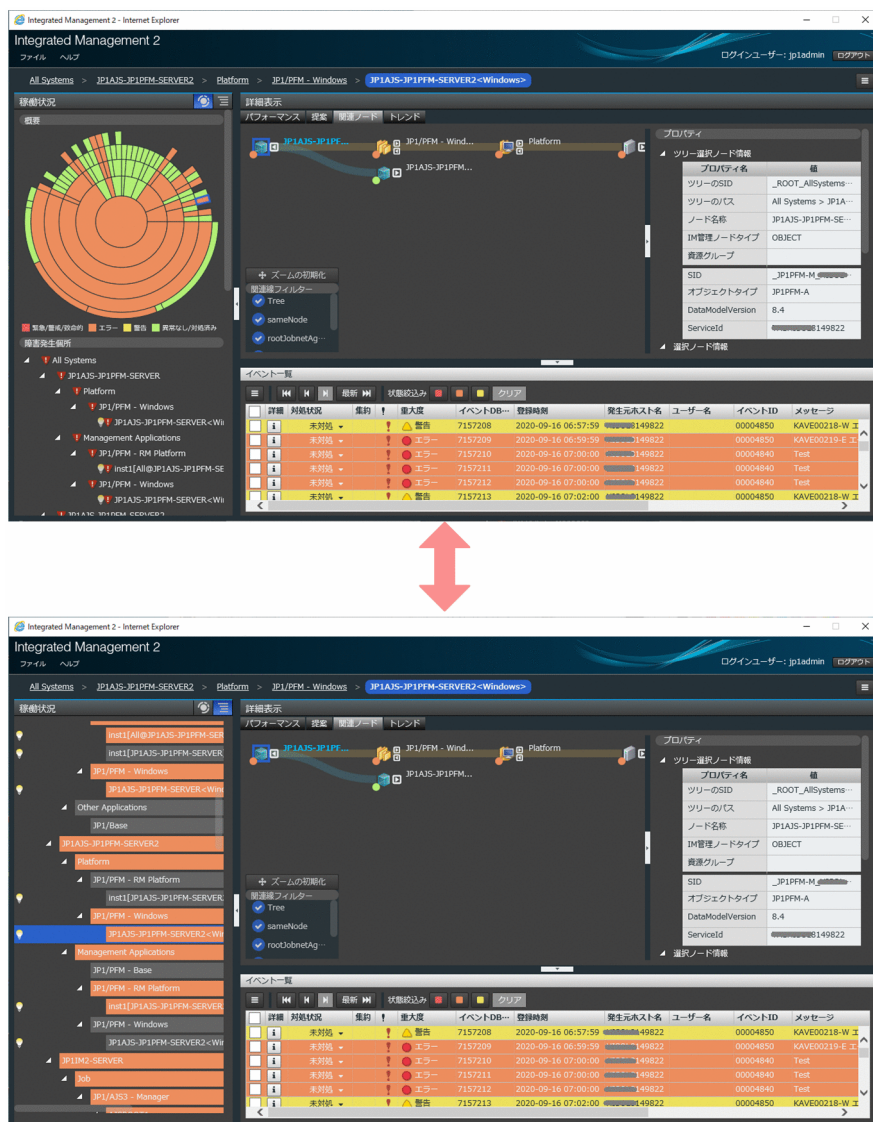 Integrated Management 2 - Internet Explorer
Integrated Management 2
ファイル ヘルプ
ログインユーザー: jp1admin ログアウト
All Systems > JP1AJS-JP1PFM-SERVER2 > Platform > JP1/PFM - Windows > JP1AJS-JP1PFM-SERVER2<Windows>
稼働状況
概要
緊急/警戒/致命的 エラー 警告 異常なし/対処済み
障害発生個所
All Systems
JP1AJS-JP1PFM-SERVER
Platform
JP1/PFM - Windows
JP1AJS-JP1PFM-SERVER<Wi
Management Applications
JP1/PFM - RM Platform
inst1[All@JP1AJS-JP1PFM-SE
JP1/PFM - Windows
JP1AJS-JP1PFM-SERVER<Wi
JP1AJS-JP1PFM-SERVER2
詳細表示
パフォーマンス 提案 関連ノード トレンド
JP1AJS-JP1PF...
JP1/PFM - Wind...
Platform
JP1AJS-JP1PFM...
ズームの初期化
関連線フィルター
Tree
sameNode
rootJobnetAg…
プロパティ
ツリー選択ノード情報
プロパティ名 値
ツリーのSID _ROOT_AllSystems…
ツリーのパス All Systems > JP1A…
ノード名称 JP1AJS-JP1PFM-SE…
IM管理ノードタイプ OBJECT
資源グループ
SID _JP1PFM-M_
オブジェクトタイプ JP1PFM-A
DataModelVersion 8.4
ServiceId 8149822
選択ノード情報
イベント一覧
最新 状態絞込み クリア
詳細 対処状況 集約 ! 重大度 イベントDB… 登録時刻 発生元ホスト名 ユーザー名 イベントID メッセージ
未対処 警告 7157208 2020-09-16 06:57:59 149822 00004850 KAVE00218-W エ
未対処 エラー 7157209 2020-09-16 06:59:59 149822 00004850 KAVE00219-E エ
未対処 エラー 7157210 2020-09-16 07:00:00 149822 00004840 Test
未対処 エラー 7157211 2020-09-16 07:00:00 149822 00004840 Test
未対処 エラー 7157212 2020-09-16 07:00:00 149822 00004840 Test
未対処 警告 7157213 2020-09-16 07:02:00 149822 00004850 KAVE00218-W エ
Integrated Management 2 - Internet Explorer
Integrated Management 2
ファイル ヘルプ
ログインユーザー: jp1admin ログアウト
All Systems > JP1AJS-JP1PFM-SERVER2 > Platform > JP1/PFM - Windows > JP1AJS-JP1PFM-SERVER2<Windows>
稼働状況
inst1[All@JP1AJS-JP1PFM-SER
inst1[JP1AJS-JP1PFM-SERVER
JP1/PFM - Windows
JP1AJS-JP1PFM-SERVER<Win
Other Applications
JP1/Base
JP1AJS-JP1PFM-SERVER2
Platform
JP1/PFM - RM Platform
inst1[JP1AJS-JP1PFM-SERVER
JP1/PFM - Windows
JP1AJS-JP1PFM-SERVER2<Wi
Management Applications
JP1/PFM - Base
JP1/PFM - RM Platform
inst1[JP1AJS-JP1PFM-SERVER
JP1/PFM - Windows
JP1AJS-JP1PFM-SERVER2<Wi
JP1IM2-SERVER
Job
JP1/AJS3 - Manager
詳細表示
パフォーマンス 提案 関連ノード トレンド
JP1AJS-JP1PF...
JP1/PFM - Wind...
Platform
JP1AJS-JP1PFM...
ズームの初期化
関連線フィルター
Tree
sameNode
rootJobnetAg…
プロパティ
ツリー選択ノード情報
プロパティ名 値
ツリーのSID _ROOT_AllSystems…
ツリーのパス All Systems > JP1A…
ノード名称 JP1AJS-JP1PFM-SE…
IM管理ノードタイプ OBJECT
資源グループ
SID _JP1PFM-M_
オブジェクトタイプ JP1PFM-A
DataModelVersion 8.4
ServiceId 8149822
選択ノード情報
イベント一覧
最新 状態絞込み クリア
詳細 対処状況 集約 ! 重大度 イベントDB… 登録時刻 発生元ホスト名 ユーザー名 イベントID メッセージ
未対処 警告 7157208 2020-09-16 06:57:59 149822 00004850 KAVE00218-W エ
未対処 エラー 7157209 2020-09-16 06:59:59 149822 00004850 KAVE00219-E エ
未対処 エラー 7157210 2020-09-16 07:00:00 149822 00004840 Test
未対処 エラー 7157211 2020-09-16 07:00:00 149822 00004840 Test
未対処 エラー 7157212 2020-09-16 07:00:00 149822 00004840 Test
未対処 警告 7157213 2020-09-16 07:02:00 149822 00004850 KAVE00218-W エ